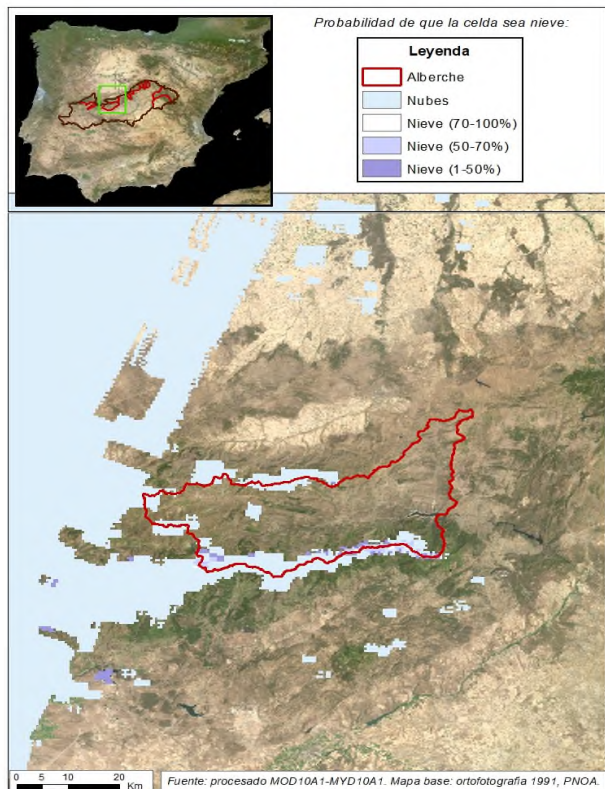 Probabilidad de que la celda sea nieve:
Leyenda
Alberche
Nubes
Nieve (70-100%)
Nieve (50-70%)
Nieve (1-50%)
0 5 10 20
Km
Fuente: procesado MOD10A1-MYD10A1. Mapa base: ortofotografía 1991, PNOA.